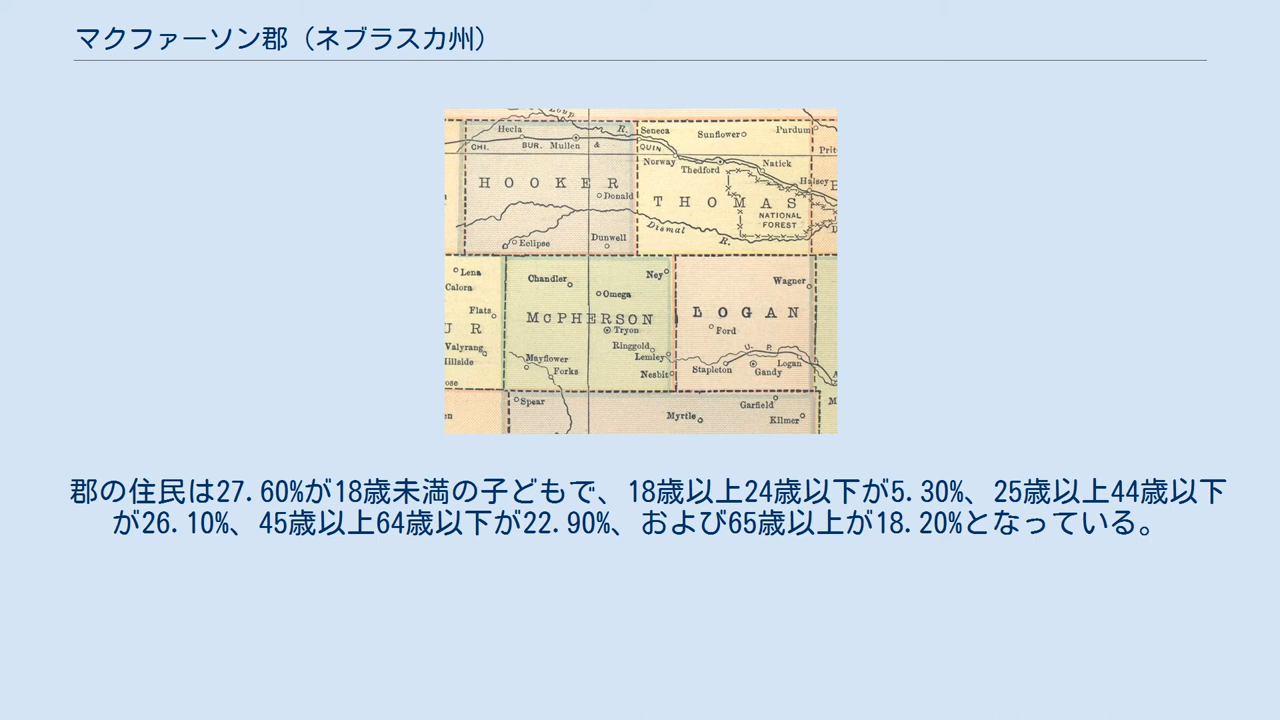 マクファーソン郡（ネブラスカ州）
Loup
Hecla
R.
Seneca
Sunflower
Purdum
CHI.
BUR.
Mullen
&
QUIN
Norway
Thedford
Natick
Halsey
HOOKER
Donald
THOMAS
NATIONAL
FOREST
Dismal
R.
Eclipse
Dunwell
Lena
Calora
Chandler
Ney
Omega
Wagner
Flats
U R
McPHERSON
Tryon
LOGAN
Ford
Valyrang
Ringgold
Lemley
U. P.
Hillside
Mayflower
Forks
Nesbit
Stapleton
Gandy
Logan
Spear
Myrtle
Garfield
Kilmer
郡の住民は27.60%が18歳未満の子どもで、18歳以上24歳以下が5.30%、25歳以上44歳以下
が26.10%、45歳以上64歳以下が22.90%、および65歳以上が18.20%となっている。